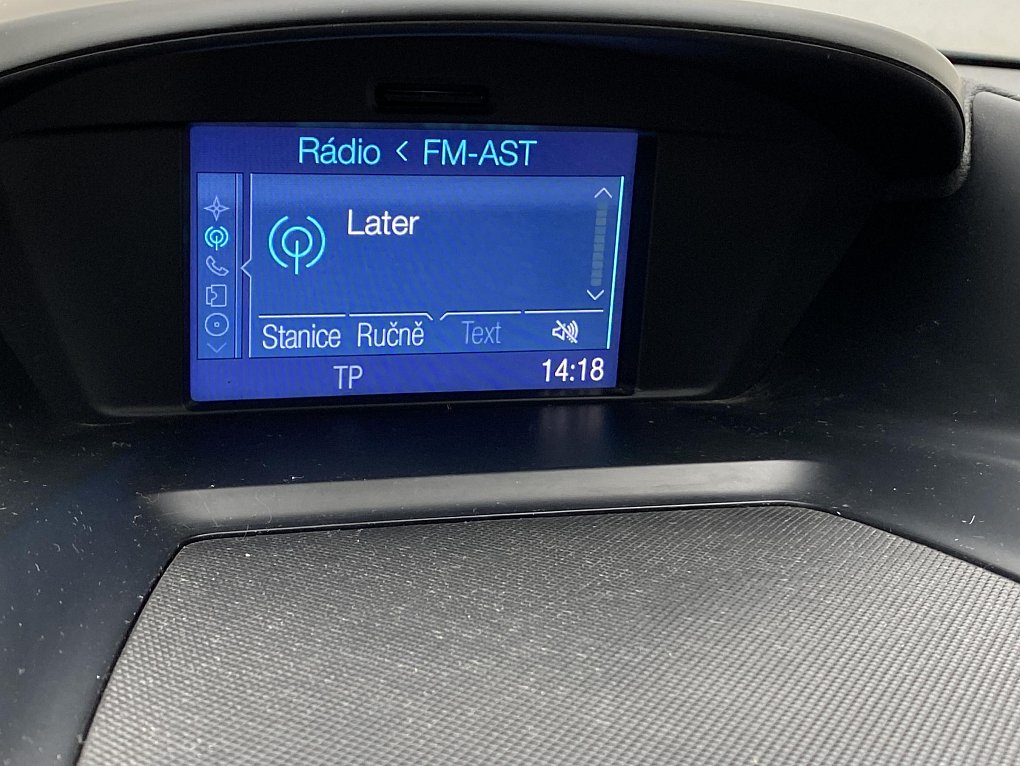 Rádio < FM-AST
Later
Stanice Ručně Text
TP 14:18